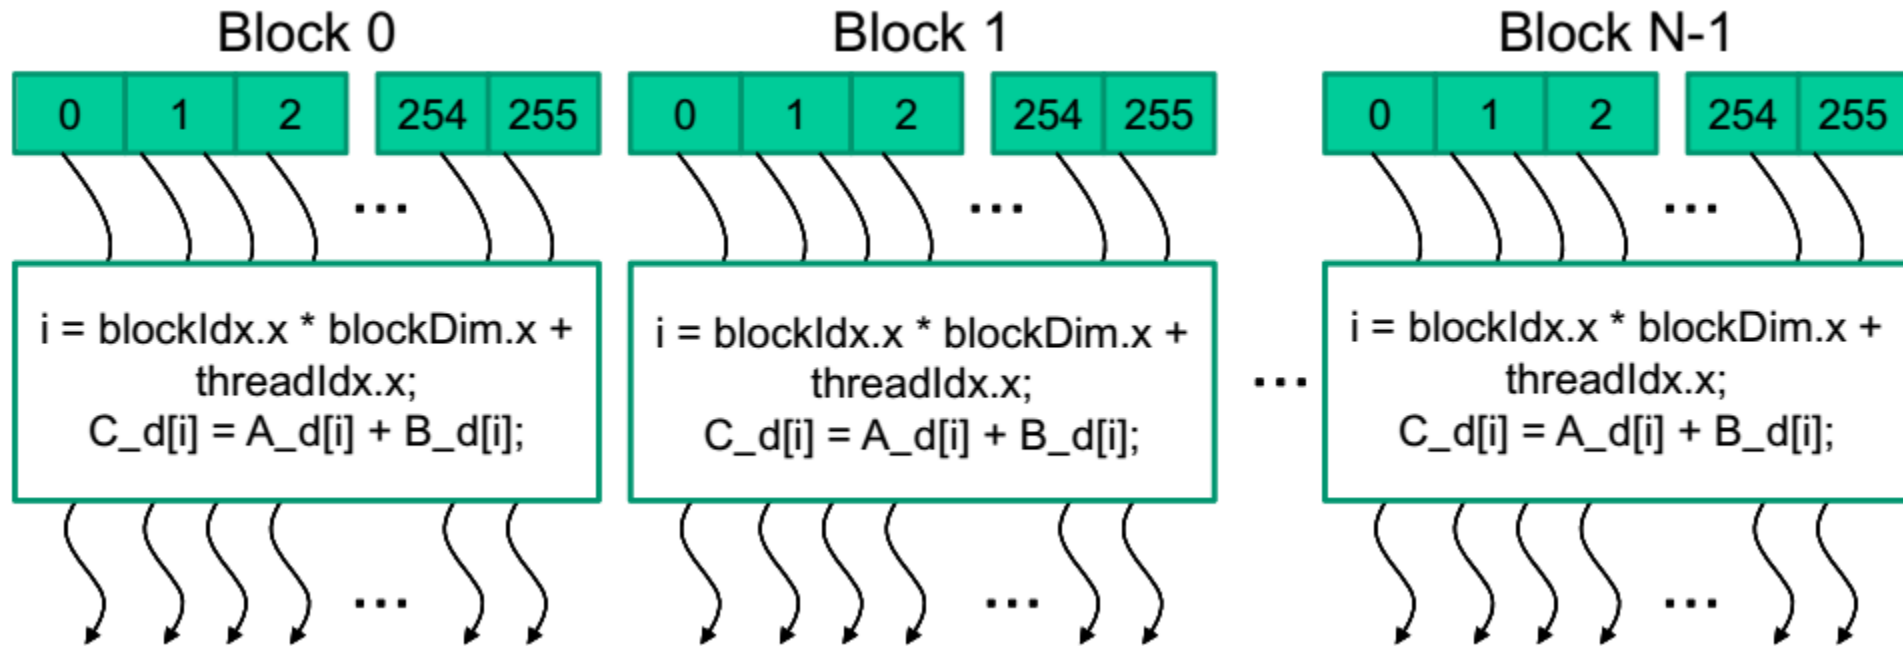 Block 0
0 1 2 254 255
...
i = blockIdx.x * blockDim.x +
threadIdx.x;
C_d[i] = A_d[i] + B_d[i];
...
Block 1
0 1 2 254 255
...
i = blockIdx.x * blockDim.x +
threadIdx.x;
C_d[i] = A_d[i] + B_d[i];
...
...
Block N-1
0 1 2 254 255
...
i = blockIdx.x * blockDim.x +
threadIdx.x;
C_d[i] = A_d[i] + B_d[i];
...